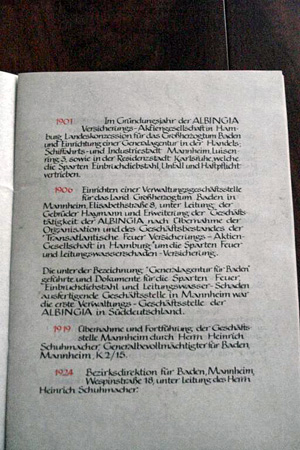 1901 Im Gründungsjahr der ALBINGIA
Versicherungs-Aktiengesellschaft in Ham-
burg Landeskonzession für das Großherzogtum Baden
und Einrichtung einer Generalagentur in der Handels-
Schiffahrts- und Industriestadt Mannheim, Luisen-
ring 3, sowie in der Residenzstadt Karlsruhe, welche
die Sparten Einbruchdiebstahl, Unfall und Haftpflicht
vertrieben.
1906 Einrichten einer Verwaltungsgeschäftsstelle
für das Land Großherzogtum Baden in
Mannheim, Elisabethstraße 8, unter Leitung der
Gebrüder Haymann und Erweiterung der Geschäfts-
tätigkeit der ALBINGIA nach Übernahme der
Organisation und des Geschäftsbestandes der
"Transatlantische Feuer Versicherungs-Aktien-
Gesellschaft in Hamburg" um die Sparten Feuer
und Leitungswasserschaden-Versicherung.
Die unter der Bezeichnung "Generalagentur für Baden"
geführte und Dokumente für die Sparten Feuer
Einbruchdiebstahl und Leitungswasser-Schaden
ausfertigende Geschäftsstelle in Mannheim war
die erste Verwaltungs-Geschäftsstelle der
ALBINGIA in Süddeutschland.
1919 Übernahme und Fortführung der Geschäfts-
stelle Mannheim durch Herrn Heinrich
Schuhmacher, Generalbevollmächtigter für Baden,
Mannheim, K 2/15.
1924 Bezirksdirektion für Baden, Mannheim,
Wespinstraße 18, unter Leitung des Herrn
Heinrich Schumacher.